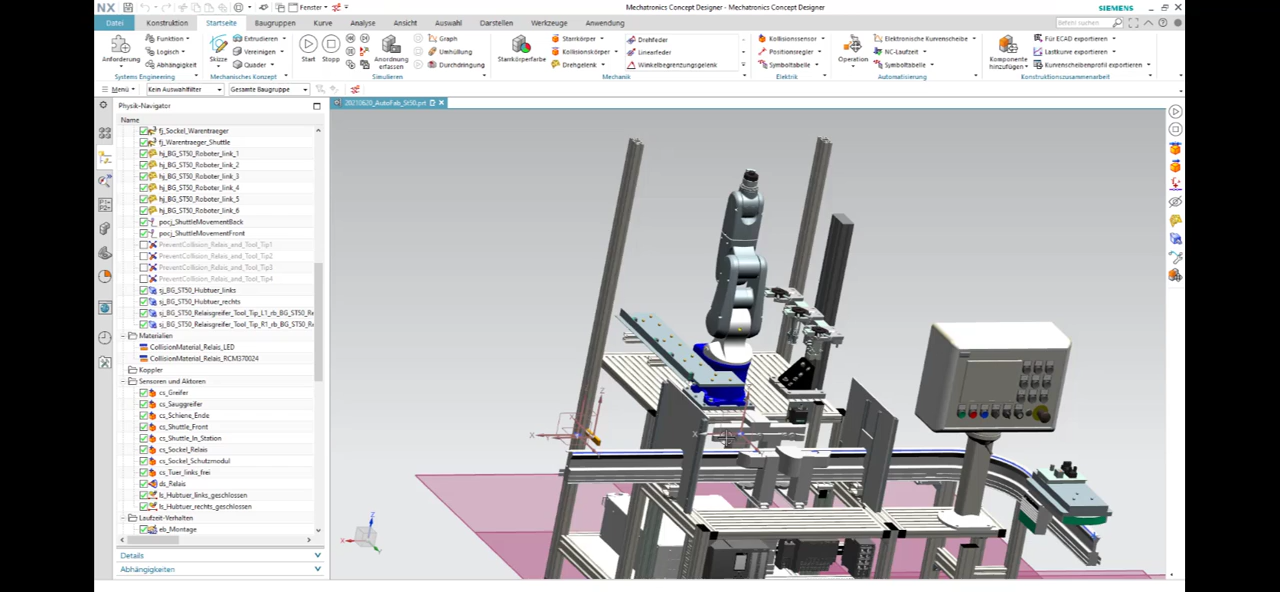 NX
Fenster
Mechatronics Concept Designer - Mechatronics Concept Designer
SIEMENS
Datei Konstruktion Startseite Baugruppen Kurve Analyse Ansicht Auswahl Darstellen Werkzeuge Anwendung
Befehl suchen
Anforderung
Funktion
Logisch
Abhängigkeit
Systems Engineering
Skizze
Extrudieren
Vereinigen
Quader
Mechanisches Konzept
Start Stopp
Anordnung erfassen
Graph
Umhüllung
Durchdringung
Simulieren
Starrkörperfarbe
Starrkörper
Kollisionskörper
Drehgelenk
Drehfeder
Linearfeder
Winkelbegrenzungsgelenk
Mechanik
Kollisionssensor
Positionsregler
Symboltabelle
Elektrik
Operation
Elektronische Kurvenscheibe
NC-Laufzeit
Symboltabelle
Automatisierung
Komponente hinzufügen
Für ECAD exportieren
Lastkurve exportieren
Kurvenscheibenprofil exportieren
Konstruktionszusammenarbeit
Menü Kein Auswahlfilter Gesamte Baugruppe
Physik-Navigator
20210620_AutoFab_St50.prt
Name
fj_Sockel_Warentraeger
fj_Warentraeger_Shuttle
hj_BG_ST50_Roboter_link_1
hj_BG_ST50_Roboter_link_2
hj_BG_ST50_Roboter_link_3
hj_BG_ST50_Roboter_link_4
hj_BG_ST50_Roboter_link_5
hj_BG_ST50_Roboter_link_6
pocj_ShuttleMovementBack
pocj_ShuttleMovementFront
PreventCollision_Relais_and_Tool_Tip1
PreventCollision_Relais_and_Tool_Tip2
PreventCollision_Relais_and_Tool_Tip3
PreventCollision_Relais_and_Tool_Tip4
sj_BG_ST50_Hubtuer_links
sj_BG_ST50_Hubtuer_rechts
sj_BG_ST50_Relaisgreifer_Tool_Tip_L1_rb_BG_ST50_Re
sj_BG_ST50_Relaisgreifer_Tool_Tip_R1_rb_BG_ST50_Re
Materialien
CollisionMaterial_Relais_LED
CollisionMaterial_Relais_RCM370024
Koppler
Sensoren und Aktoren
cs_Greifer
cs_Sauggreifer
cs_Schiene_Ende
cs_Shuttle_Front
cs_Shuttle_In_Station
cs_Sockel_Relais
cs_Sockel_Schutzmodul
cs_Tuer_links_frei
ds_Relais
ls_Hubtuer_links_geschlossen
ls_Hubtuer_rechts_geschlossen
Laufzeit-Verhalten
eb_Montage
Details
Abhängigkeiten